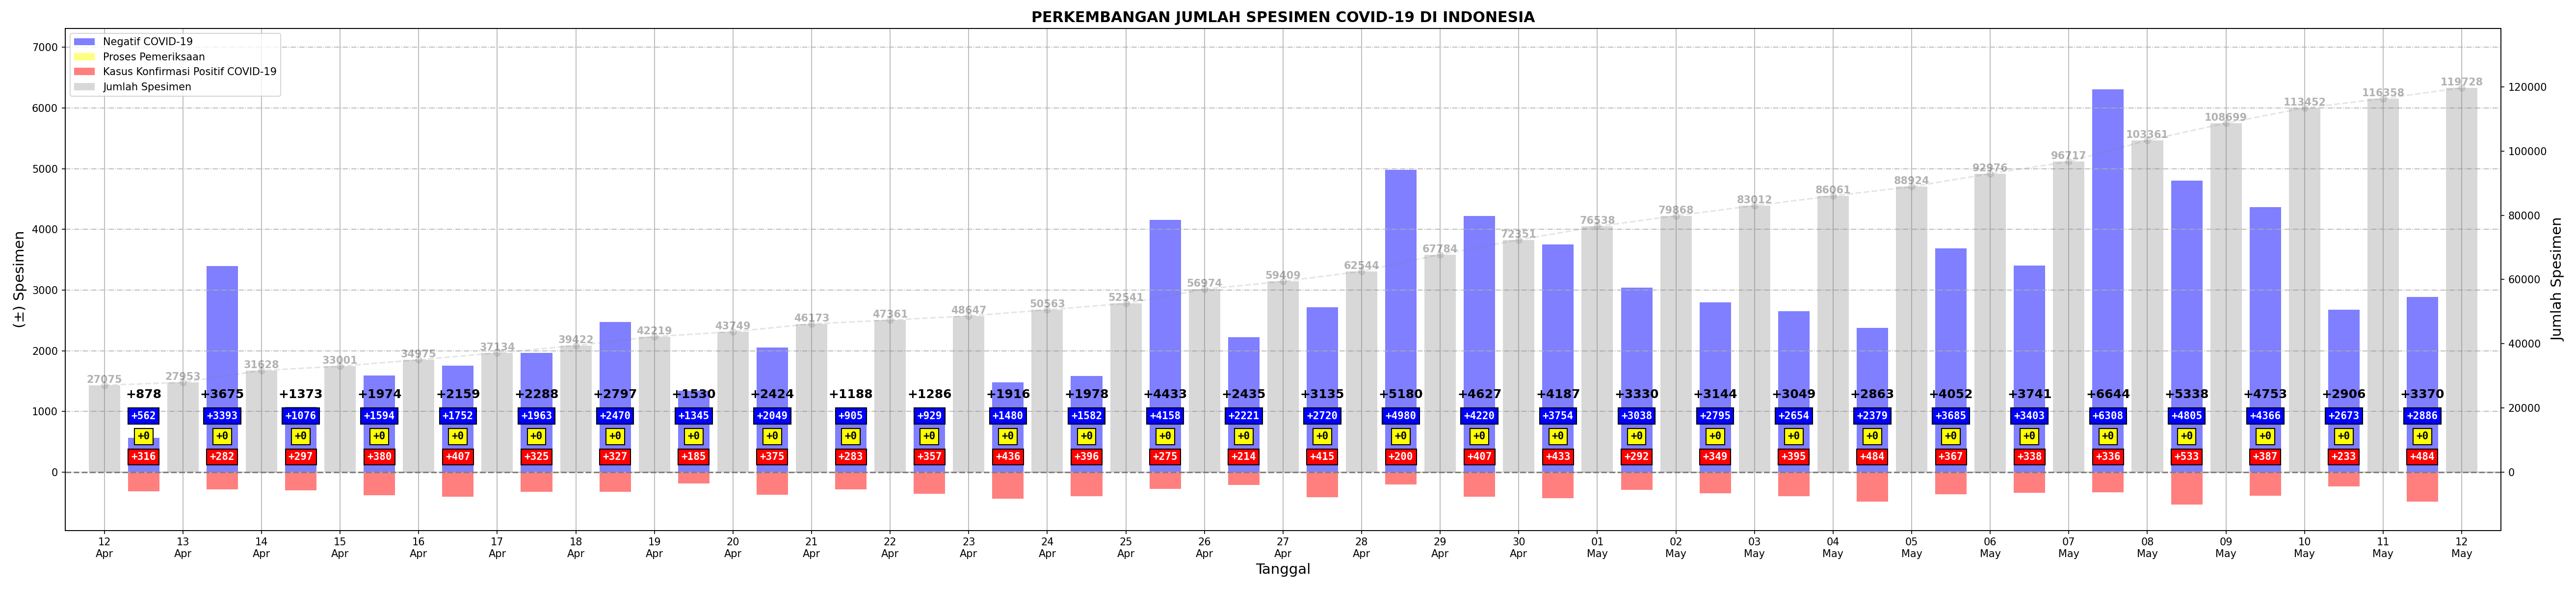 PERKEMBANGAN JUMLAH SPESIMEN COVID-19 DI INDONESIA
Negatif COVID-19
Proses Pemeriksaan
Kasus Konfirmasi Positif COVID-19
Jumlah Spesimen
(±) Spesimen
7000
6000
5000
4000
3000
2000
1000
0
27075 27953 31628 33001 34975 37134 39422 42219 43749 46173 47361 48647 50563 52541 56974 59409 62544 67784 72351 76538 79868 83012 86061 88924 92976 96717 103361 108699 113452 116358 119728
+878 +3675 +1373 +1974 +2159 +2288 +2797 +1530 +2424 +1188 +1286 +1916 +1978 +4433 +2435 +3135 +5180 +4627 +4187 +3330 +3144 +3049 +2863 +4052 +3741 +6644 +5338 +4753 +2906 +3370
+562 +3393 +1076 +1594 +1752 +1963 +2470 +1345 +2049 +905 +929 +1480 +1582 +4158 +2221 +2720 +4980 +4220 +3754 +3038 +2795 +2654 +2379 +3685 +3403 +6308 +4805 +4366 +2673 +2886
+0 +0 +0 +0 +0 +0 +0 +0 +0 +0 +0 +0 +0 +0 +0 +0 +0 +0 +0 +0 +0 +0 +0 +0 +0 +0 +0 +0 +0 +0
+316 +282 +297 +380 +407 +325 +327 +185 +375 +283 +357 +436 +396 +275 +214 +415 +200 +407 +433 +292 +349 +395 +484 +367 +338 +336 +533 +387 +233 +484
120000
100000
80000
60000
40000
20000
0
Jumlah Spesimen
12 13 14 15 16 17 18 19 20 21 22 23 24 25 26 27 28 29 30 01 02 03 04 05 06 07 08 09 10 11 12
Apr Apr Apr Apr Apr Apr Apr Apr Apr Apr Apr Apr Apr Apr Apr Apr Apr Apr Apr May May May May May May May May May May May May
Tanggal